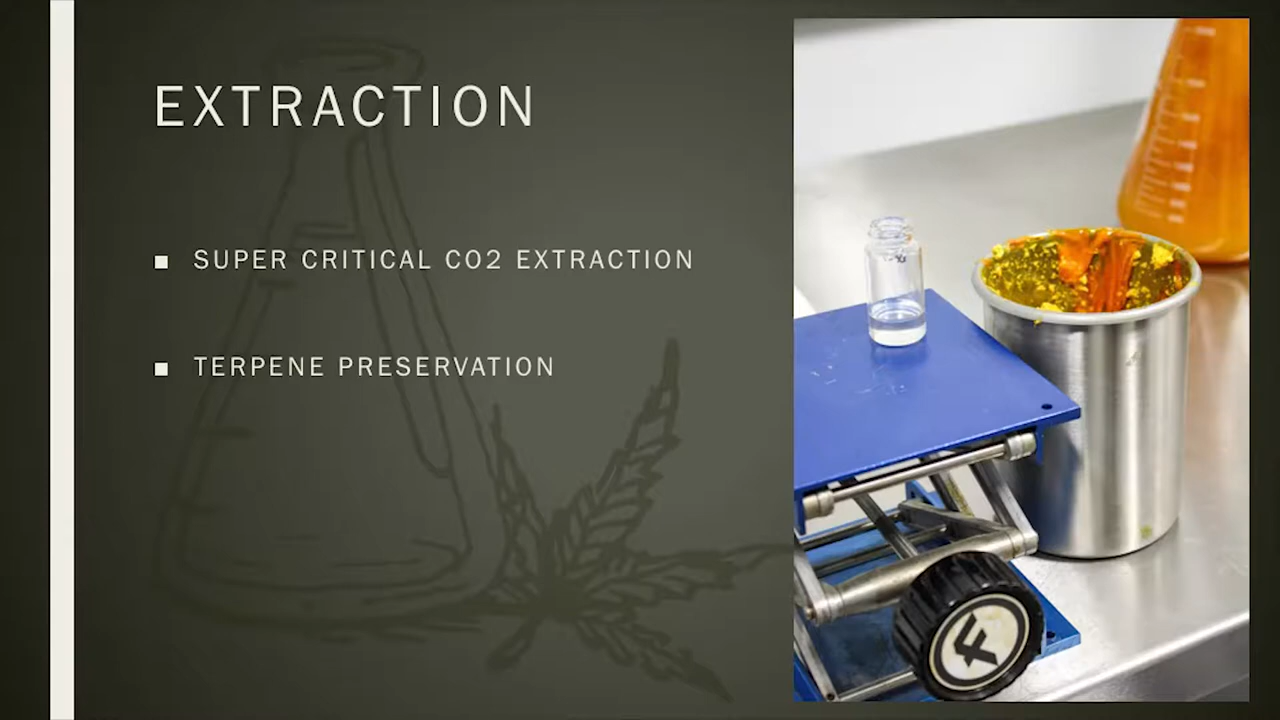 EXTRACTION
■ SUPER CRITICAL CO2 EXTRACTION
■ TERPENE PRESERVATION
F